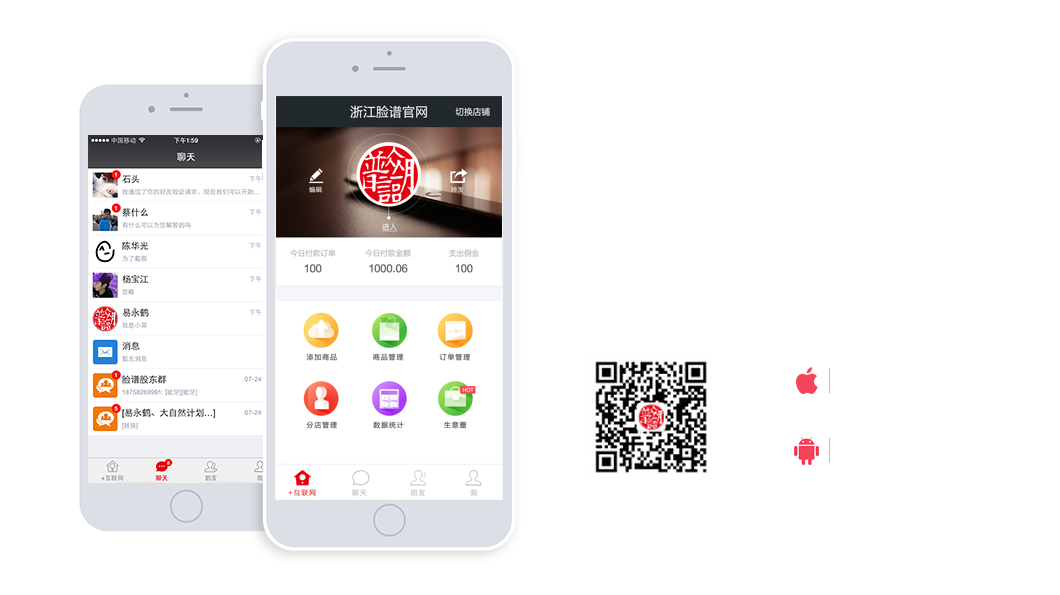 中国移动
下午1:59
聊天
1
石头
下午
我通过了你的好友验证请求，现在我们可以开始...
1
蔡什么
下午
有什么可以为您解答的吗
陈华光
下午
为了截图
杨宝江
下午
忽略
易永鹤
下午
我是小案
消息
暂无消息
1
脸谱股东群
07-24
18758269991: [呲牙][呲牙]
5
[易永鹤、大自然计划...]
07-24
[链接]
+互联网
聊天
朋友
我
浙江脸谱官网
切换店铺
编辑
转发
进入
今日付款订单
今日付款金额
支出佣金
100
1000.06
100
添加商品
商品管理
订单管理
HOT
分店管理
数据统计
生意圈
+互联网
聊天
朋友
我